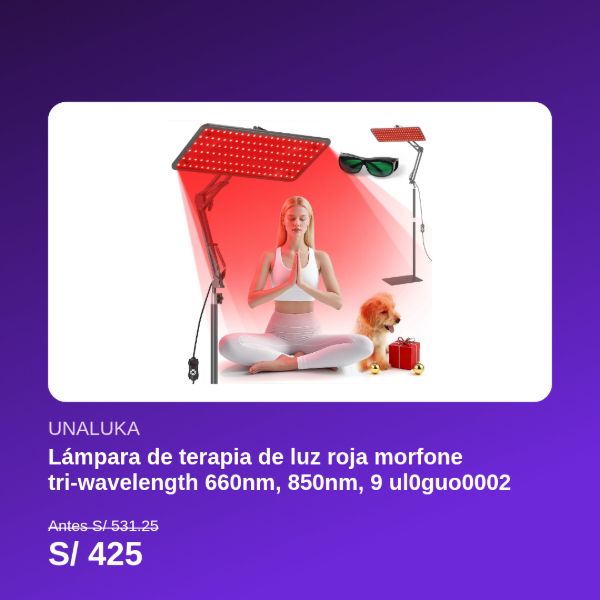 UNALUKA
Lámpara de terapia de luz roja morfone
tri-wavelength 660nm, 850nm, 9 ul0guo0002
Antes S/ 531.25
S/ 425